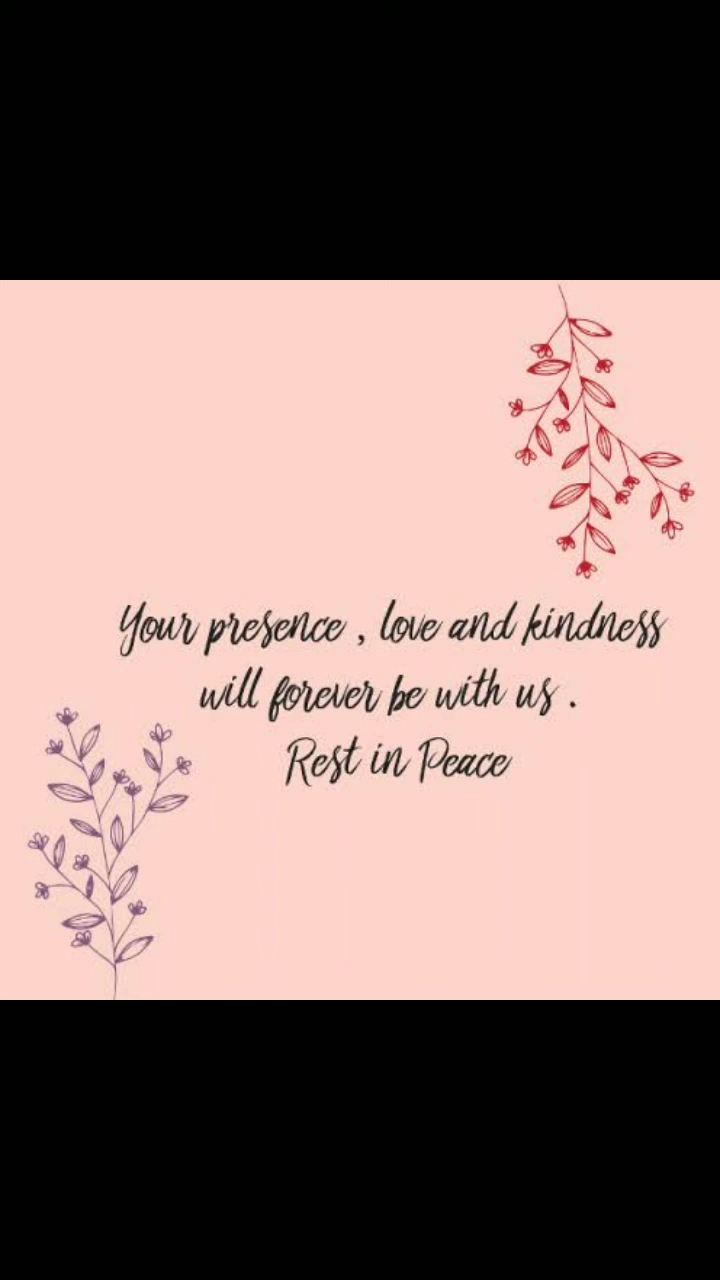 Your presence , love and kindness
will forever be with us .
Rest in Peace